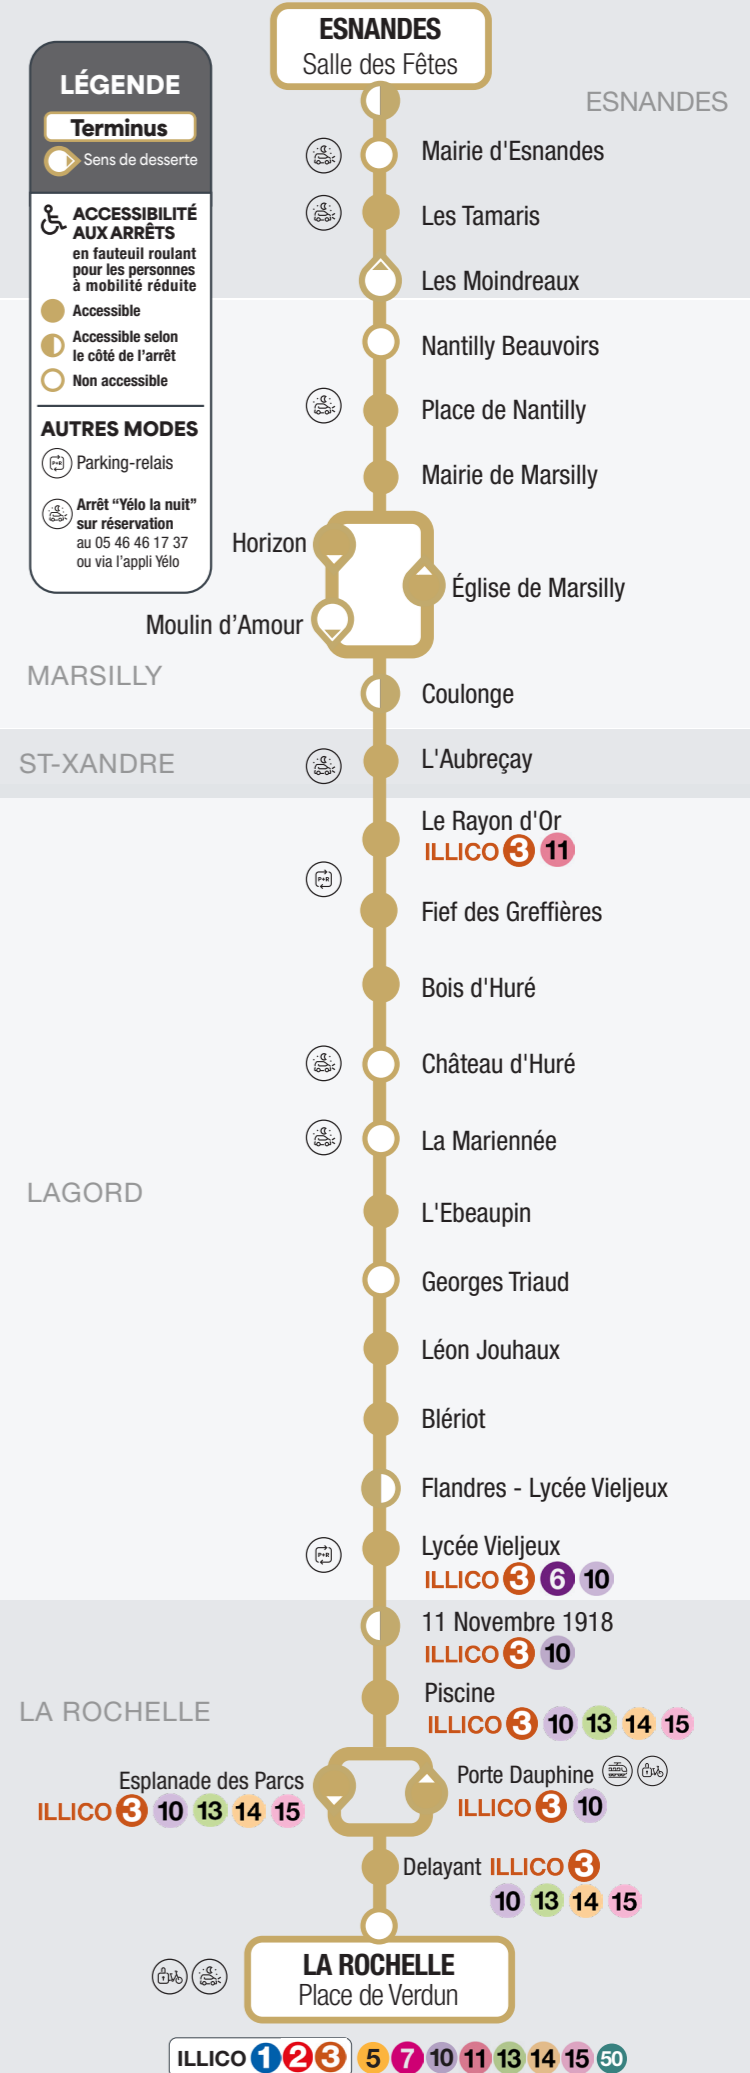 ESNANDES
Salle des Fêtes
LÉGENDE
Terminus
Sens de desserte
ACCESSIBILITÉ
AUX ARRÊTS
en fauteuil roulant
pour les personnes
à mobilité réduite
Accessible
Accessible selon
le côté de l'arrêt
Non accessible
AUTRES MODES
P+R Parking-relais
Arrêt “Yélo la nuit”
sur réservation
au 05 46 46 17 37
ou via l'appli Yélo
ESNANDES
Mairie d'Esnandes
Les Tamaris
Les Moindreaux
Nantilly Beauvoirs
Place de Nantilly
Mairie de Marsilly
Horizon
Église de Marsilly
Moulin d’Amour
MARSILLY
Coulonge
ST-XANDRE
L'Aubreçay
Le Rayon d'Or
ILLICO 3 11
P+R
Fief des Greffières
Bois d'Huré
Château d'Huré
La Mariennée
LAGORD
L'Ebeaupin
Georges Triaud
Léon Jouhaux
Blériot
Flandres - Lycée Vieljeux
P+R
Lycée Vieljeux
ILLICO 3 6 10
11 Novembre 1918
ILLICO 3 10
LA ROCHELLE
Piscine
ILLICO 3 10 13 14 15
Esplanade des Parcs
ILLICO 3 10 13 14 15
Porte Dauphine
ILLICO 3 10
Delayant ILLICO 3
10 13 14 15
LA ROCHELLE
Place de Verdun
ILLICO 1 2 3 5 7 10 11 13 14 15 50